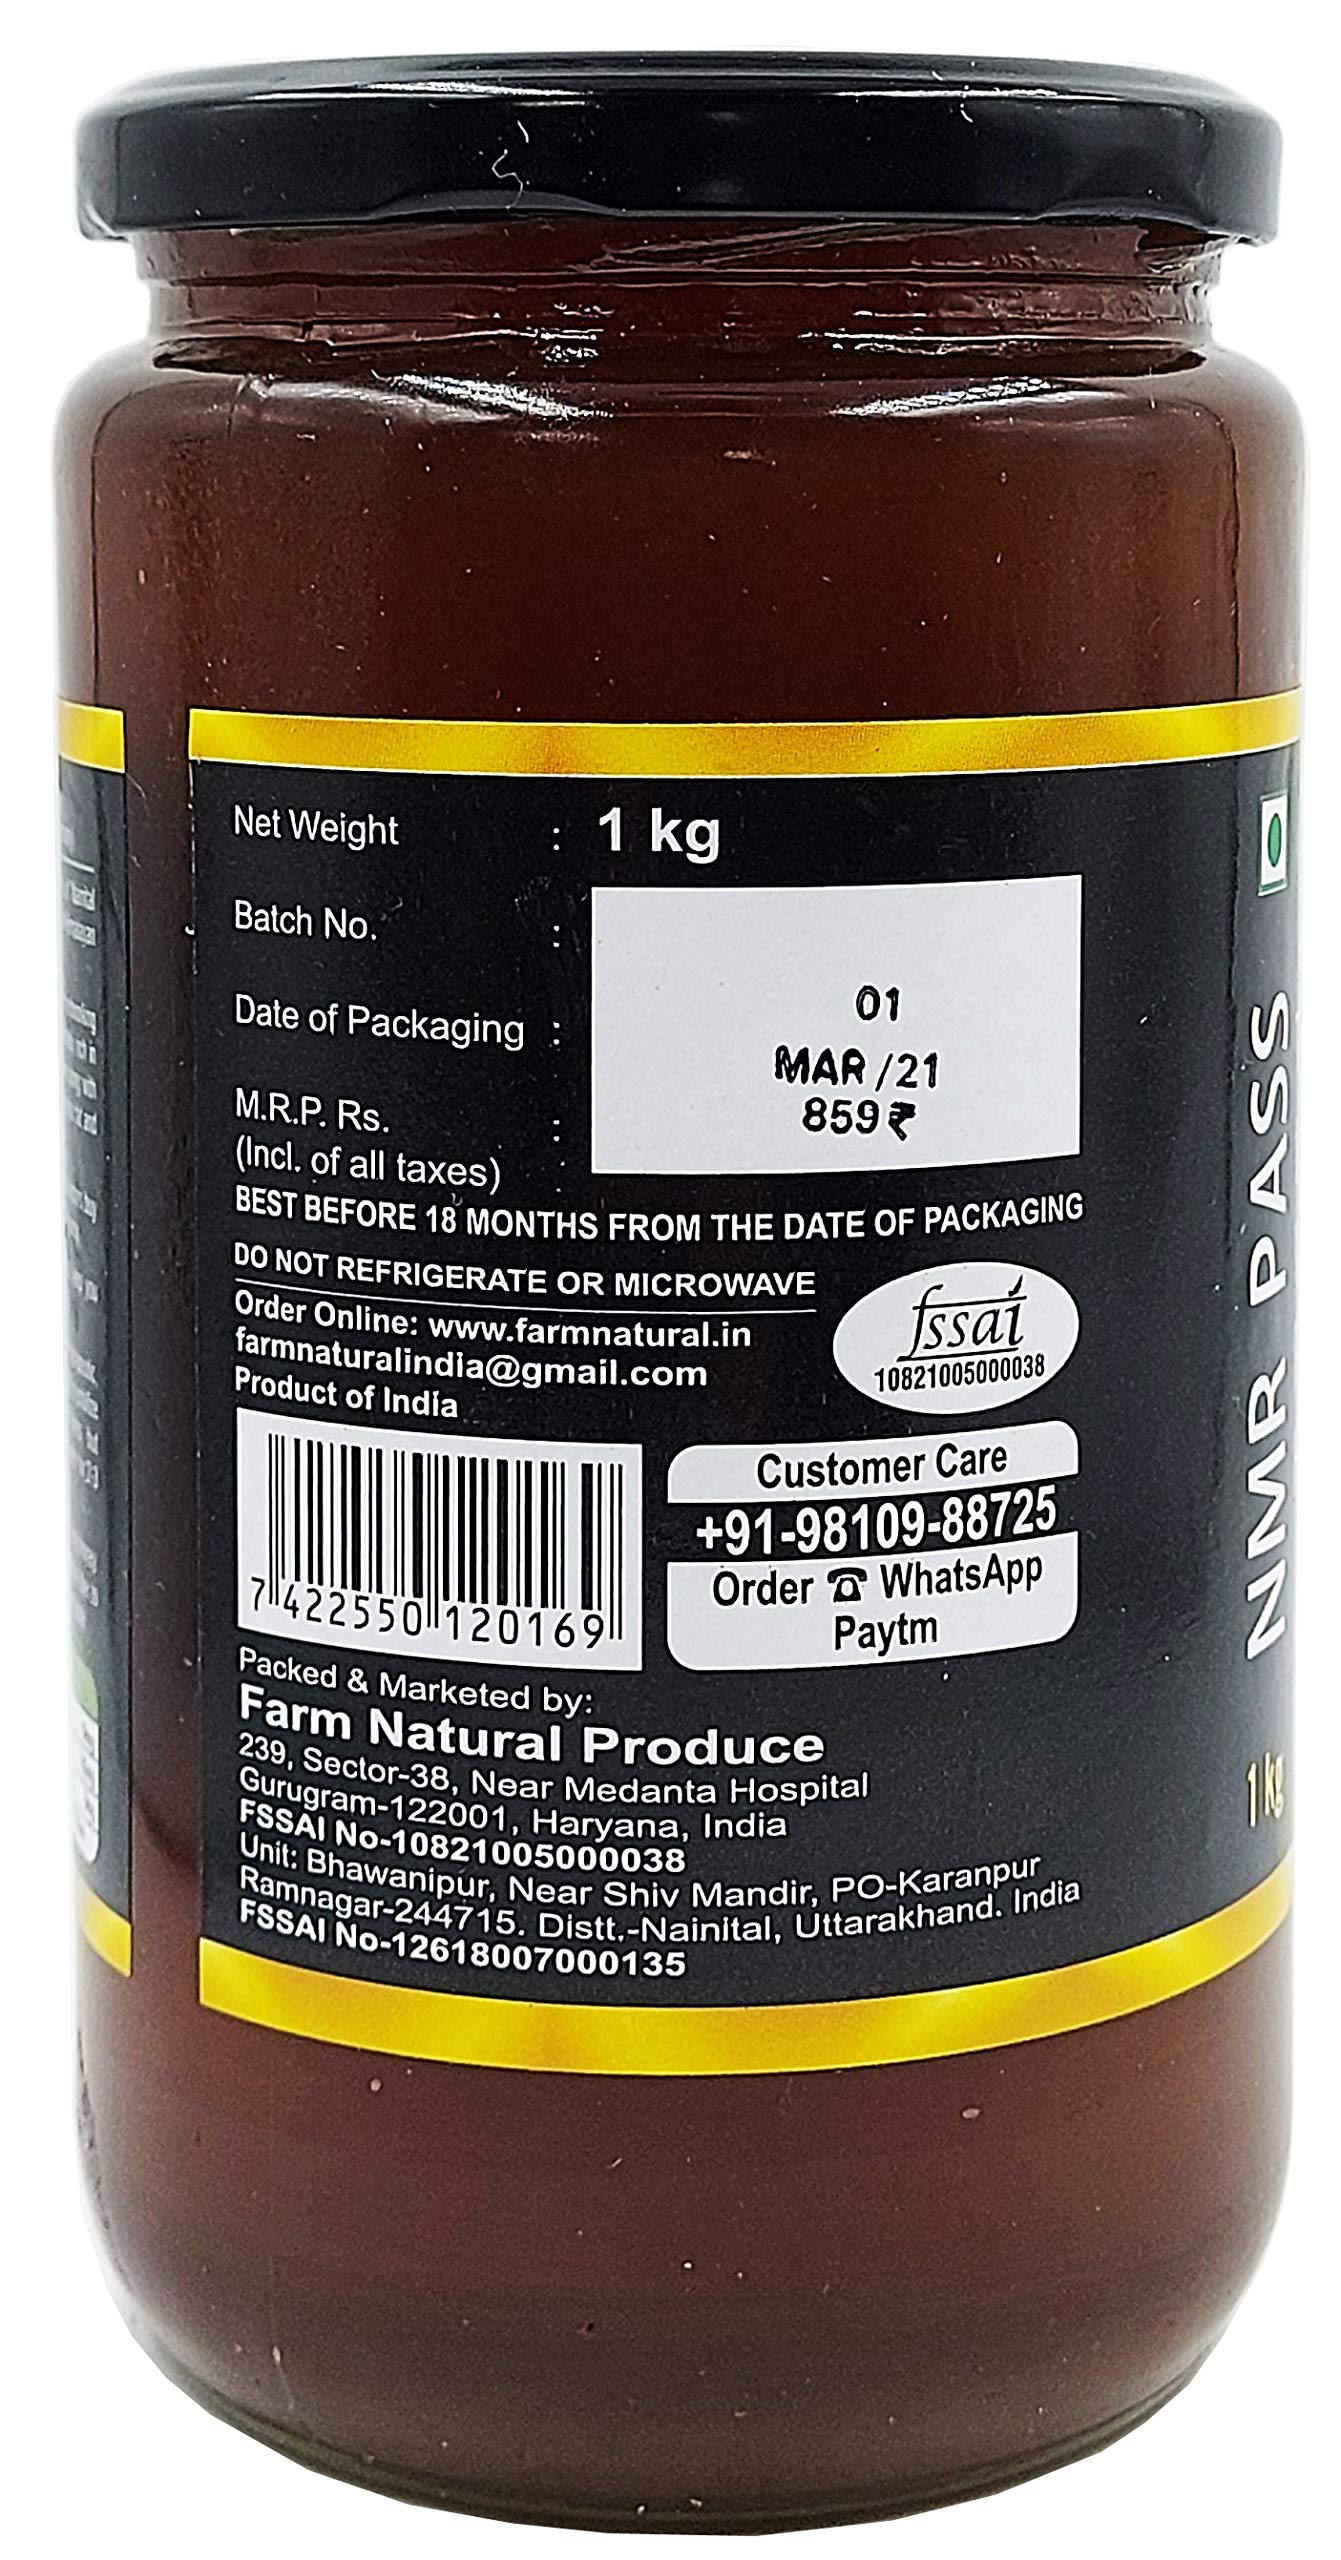 Net Weight : 1 kg
Batch No. : 01
Date of Packaging : MAR/21
M.R.P. Rs. : 859₹
(Incl. of all taxes) :
BEST BEFORE 18 MONTHS FROM THE DATE OF PACKAGING
DO NOT REFRIGERATE OR MICROWAVE
Order Online: www.farmnatural.in
farmnaturalindia@gmail.com
Product of India
fssai
10821005000038
7 422550 120169
Customer Care
+91-98109-88725
Order ☎ WhatsApp
Paytm
Packed & Marketed by:
Farm Natural Produce
239, Sector-38, Near Medanta Hospital
Gurugram-122001, Haryana, India
FSSAI No-10821005000038
Unit: Bhawanipur, Near Shiv Mandir, PO-Karanpur
Ramnagar-244715. Distt.-Nainital, Uttarakhand. India
FSSAI No-12618007000135
NMR PASS
1 kg